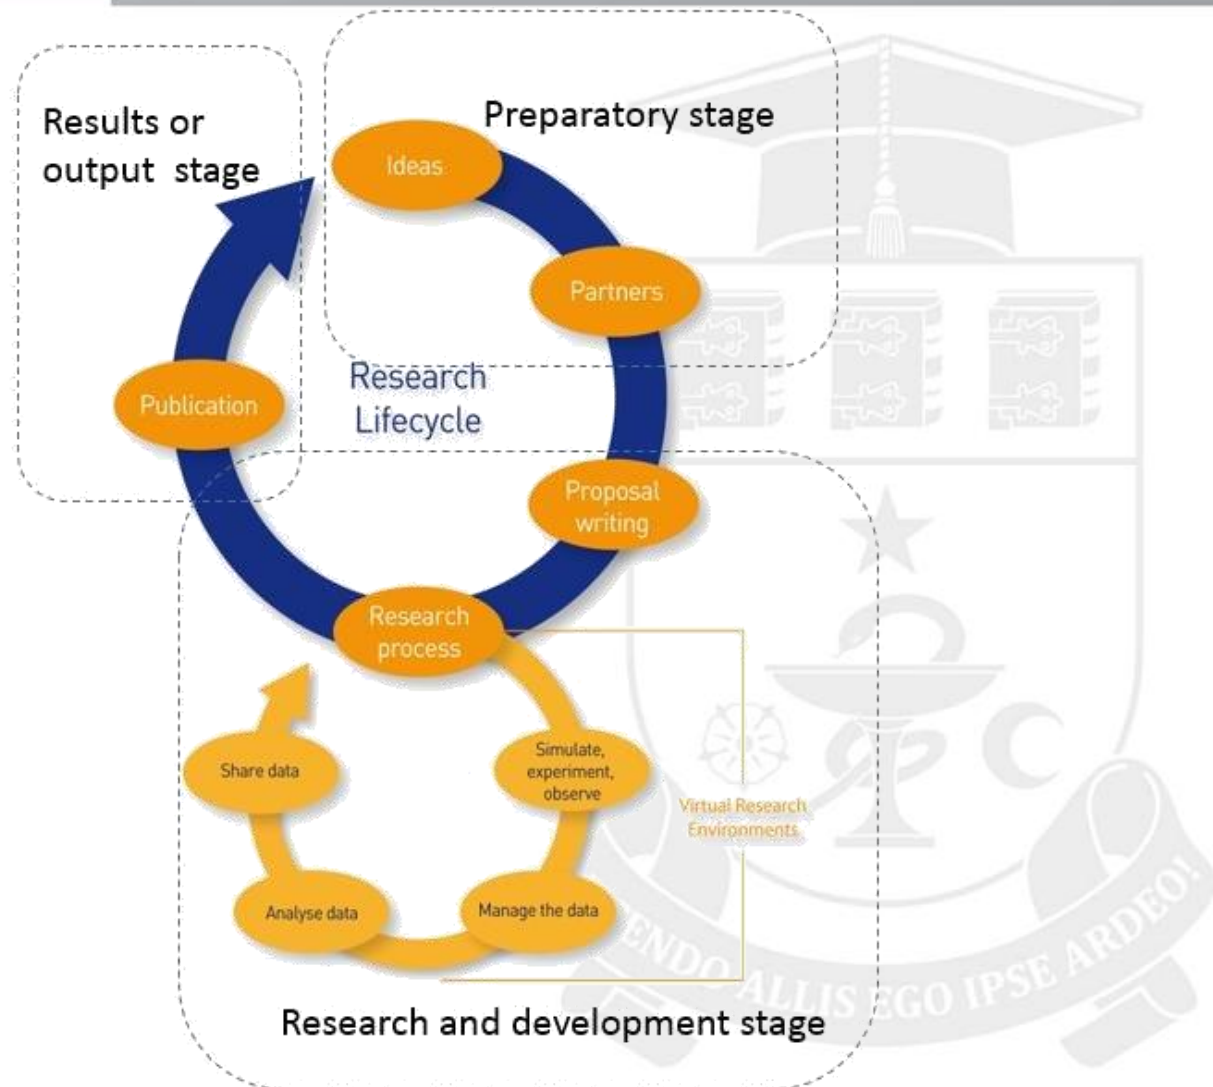 Results or
output stage
Preparatory stage
Ideas
Partners
Research
Lifecycle
Publication
Proposal
writing
Research
process
Share data
Simulate,
experiment,
observe
Virtual Research
Environments
Analyse data
Manage the data
Research and development stage
ENDO ALLIS EGO IPSE ARDEO!